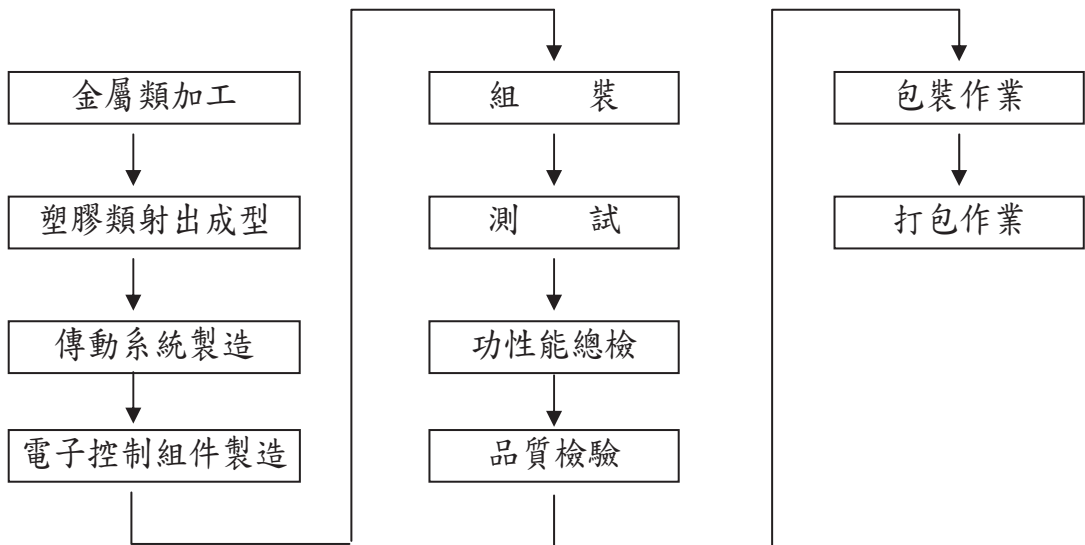 金屬類加工
塑膠類射出成型
傳動系統製造
電子控制組件製造
組　　裝
測　　試
功性能總檢
品質檢驗
包裝作業
打包作業